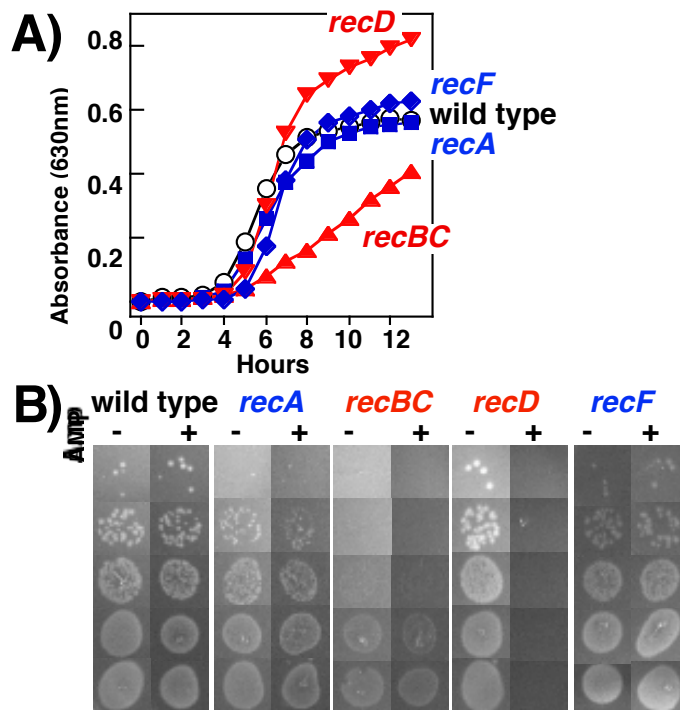 A)
recD
0.8
recF
0.6
wild type
recA
0.4
recBC
0.2
0
Absorbance (630nm)
0 2 4 6 8 10 12
Hours
B)
wild type recA recBC recD recF
Amp - + - + - + - + - +